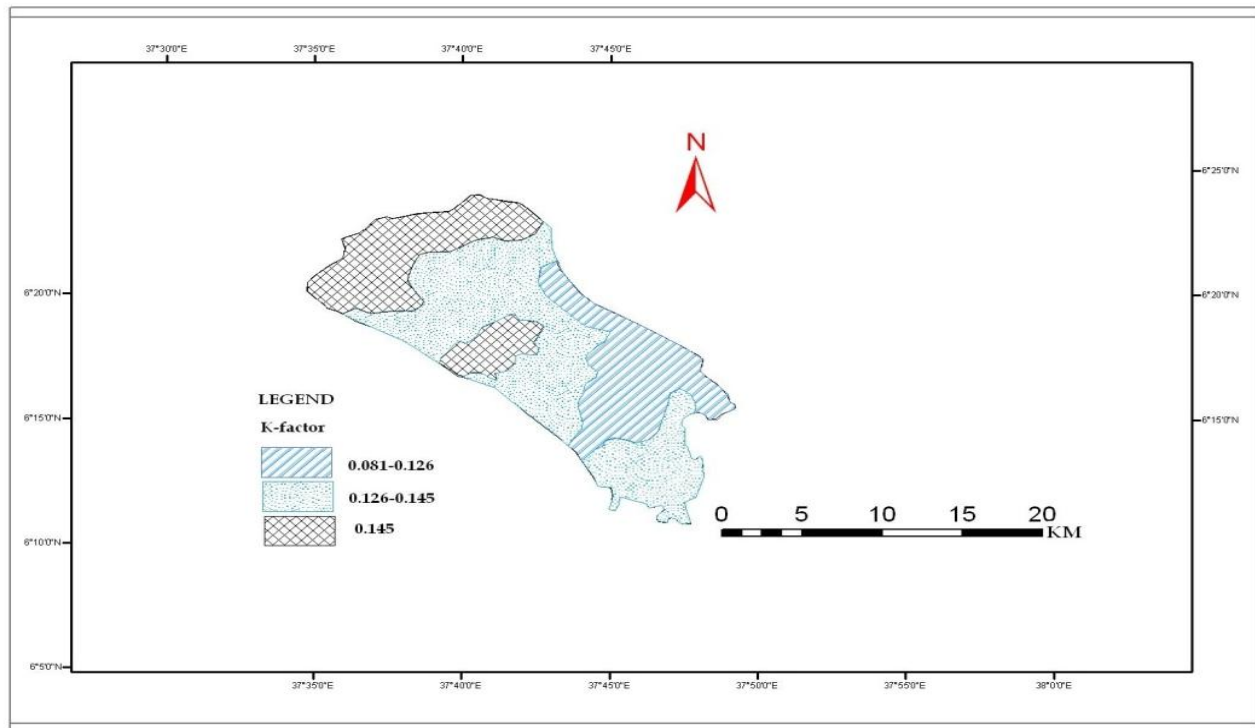 37°30'0"E 37°35'0"E 37°40'0"E 37°45'0"E
N
6°25'0"N
6°20'0"N 6°20'0"N
LEGEND
K-factor
6°15'0"N 6°15'0"N
0.081-0.126
0.126-0.145
0.145
0 5 10 15 20
KM
6°10'0"N
6°5'0"N
37°35'0"E 37°40'0"E 37°45'0"E 37°50'0"E 37°55'0"E 38°0'0"E